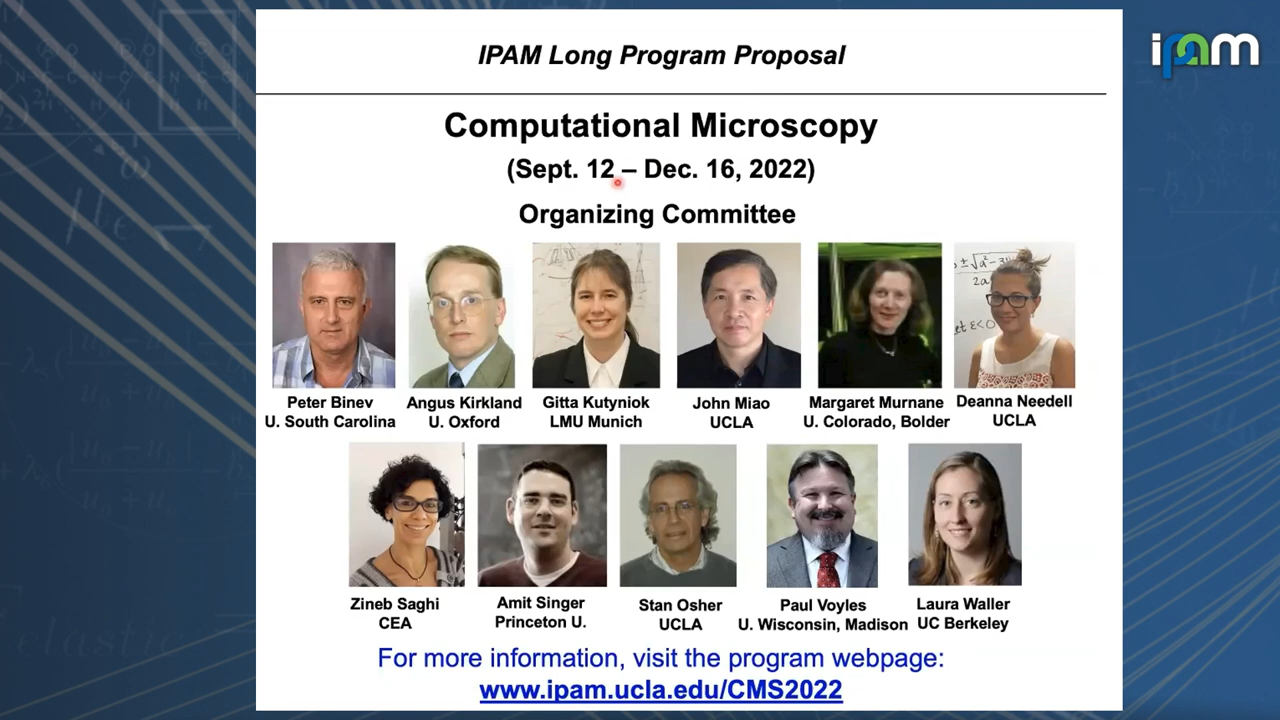 IPAM Long Program Proposal
ipam
Computational Microscopy
(Sept. 12 – Dec. 16, 2022)
Organizing Committee
Peter Binev
U. South Carolina
Angus Kirkland
U. Oxford
Gitta Kutyniok
LMU Munich
John Miao
UCLA
Margaret Murnane
U. Colorado, Bolder
Deanna Needell
UCLA
Zineb Saghi
CEA
Amit Singer
Princeton U.
Stan Osher
UCLA
Paul Voyles
U. Wisconsin, Madison
Laura Waller
UC Berkeley
For more information, visit the program webpage:
www.ipam.ucla.edu/CMS2022
elastic